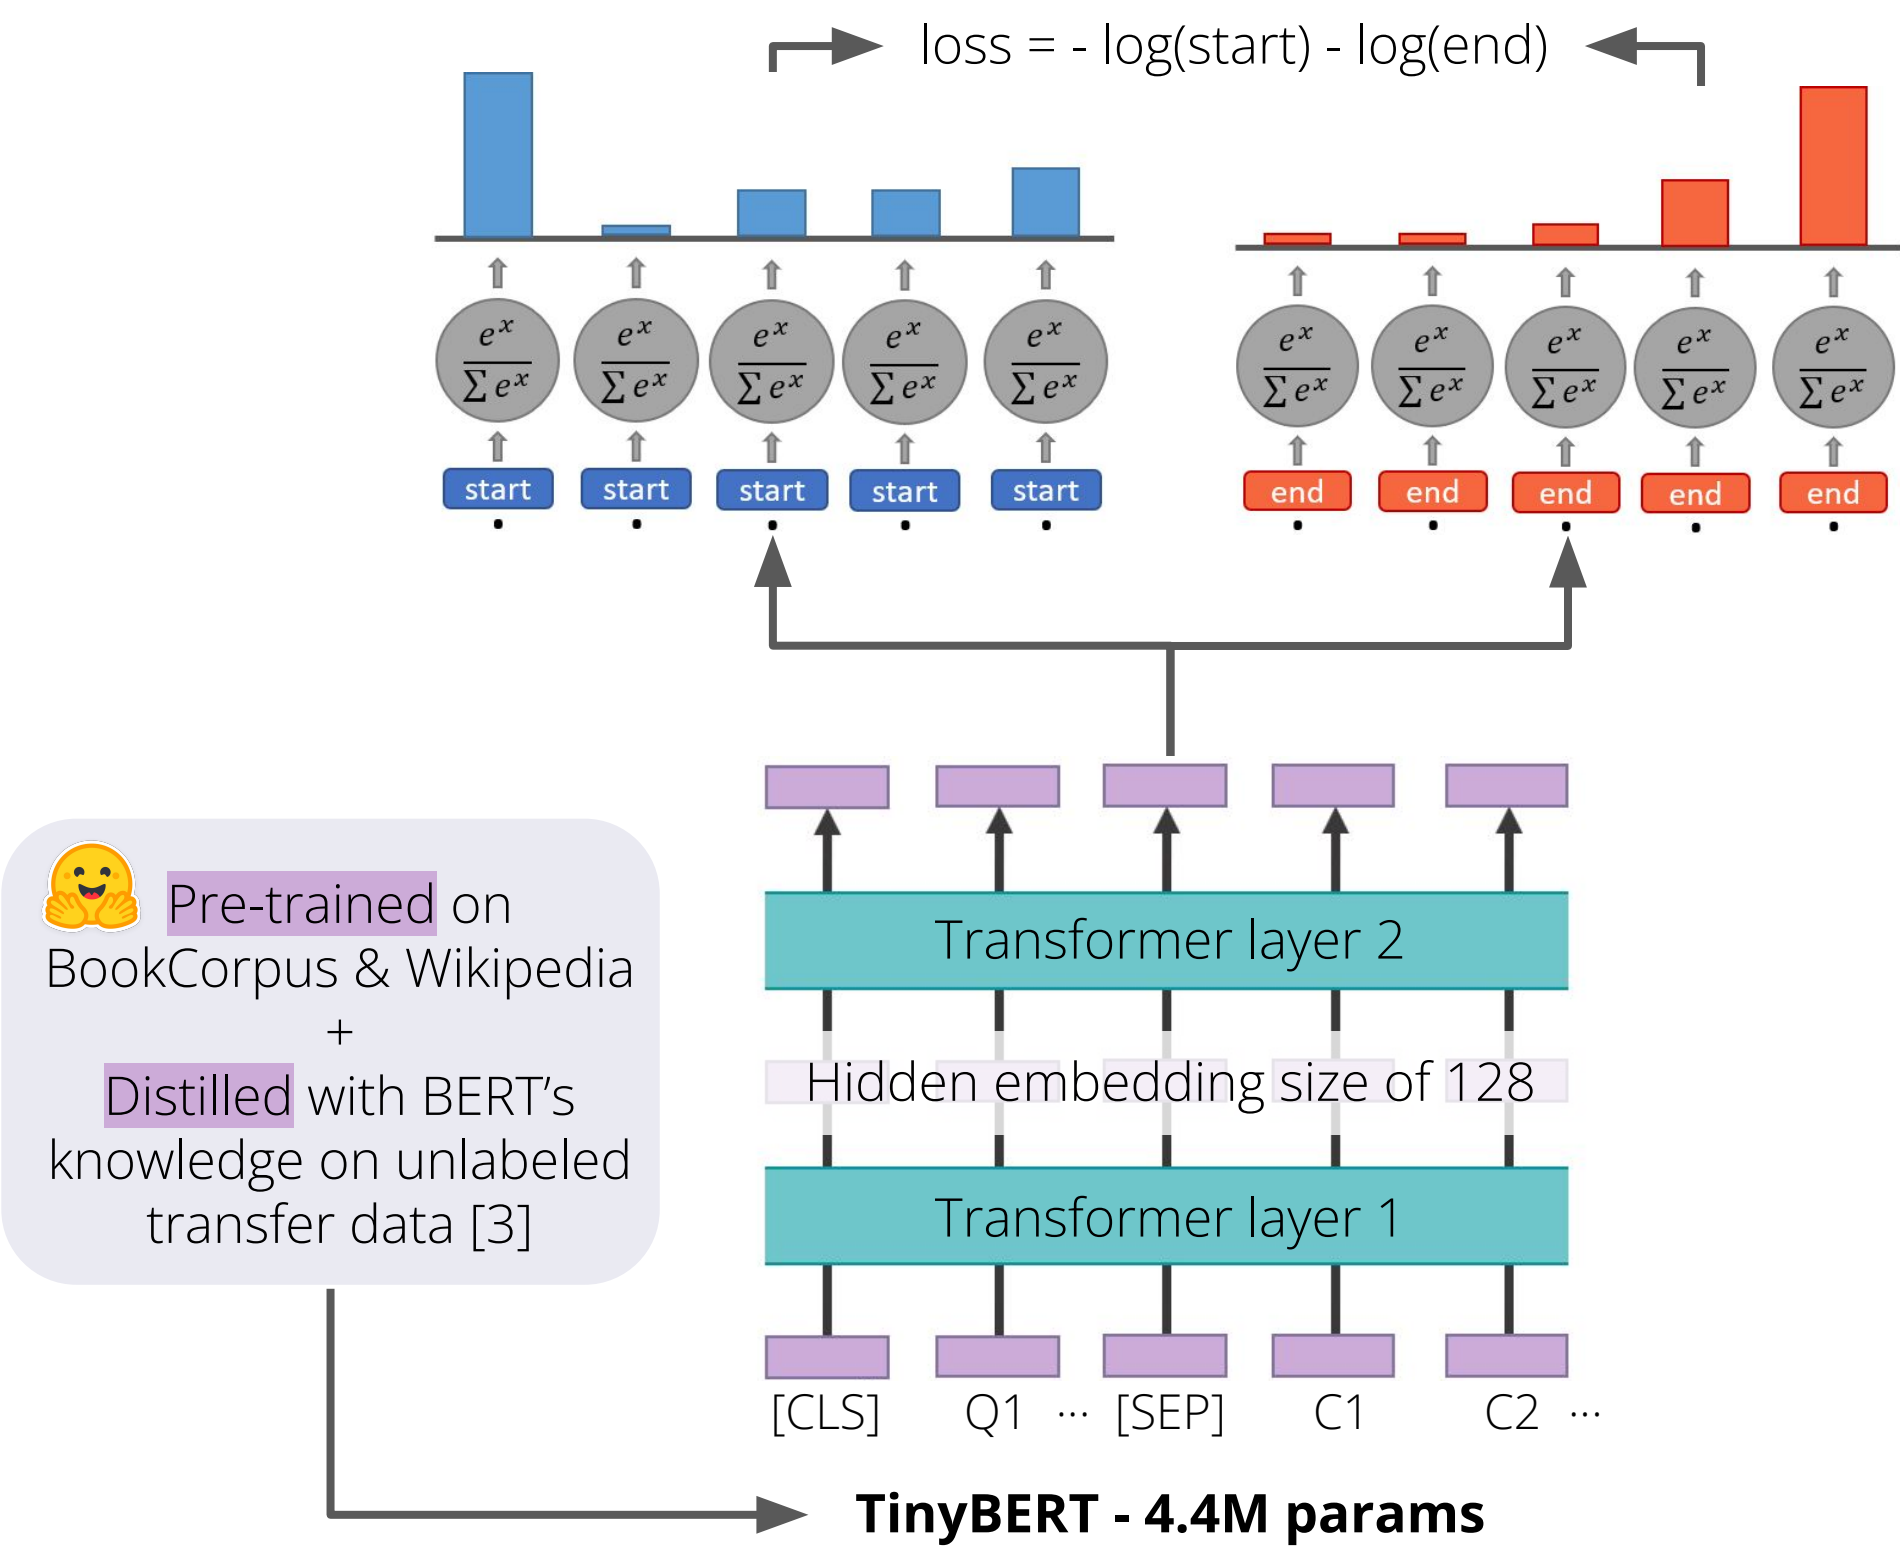 loss = - log(start) - log(end)
e^x / ∑ e^x e^x / ∑ e^x e^x / ∑ e^x e^x / ∑ e^x e^x / ∑ e^x
e^x / ∑ e^x e^x / ∑ e^x e^x / ∑ e^x e^x / ∑ e^x e^x / ∑ e^x
start start start start start
end end end end end
Pre-trained on
BookCorpus & Wikipedia
+
Distilled with BERT’s
knowledge on unlabeled
transfer data [3]
Transformer layer 2
Hidden embedding size of 128
Transformer layer 1
[CLS] Q1 ... [SEP] C1 C2 ...
TinyBERT - 4.4M params